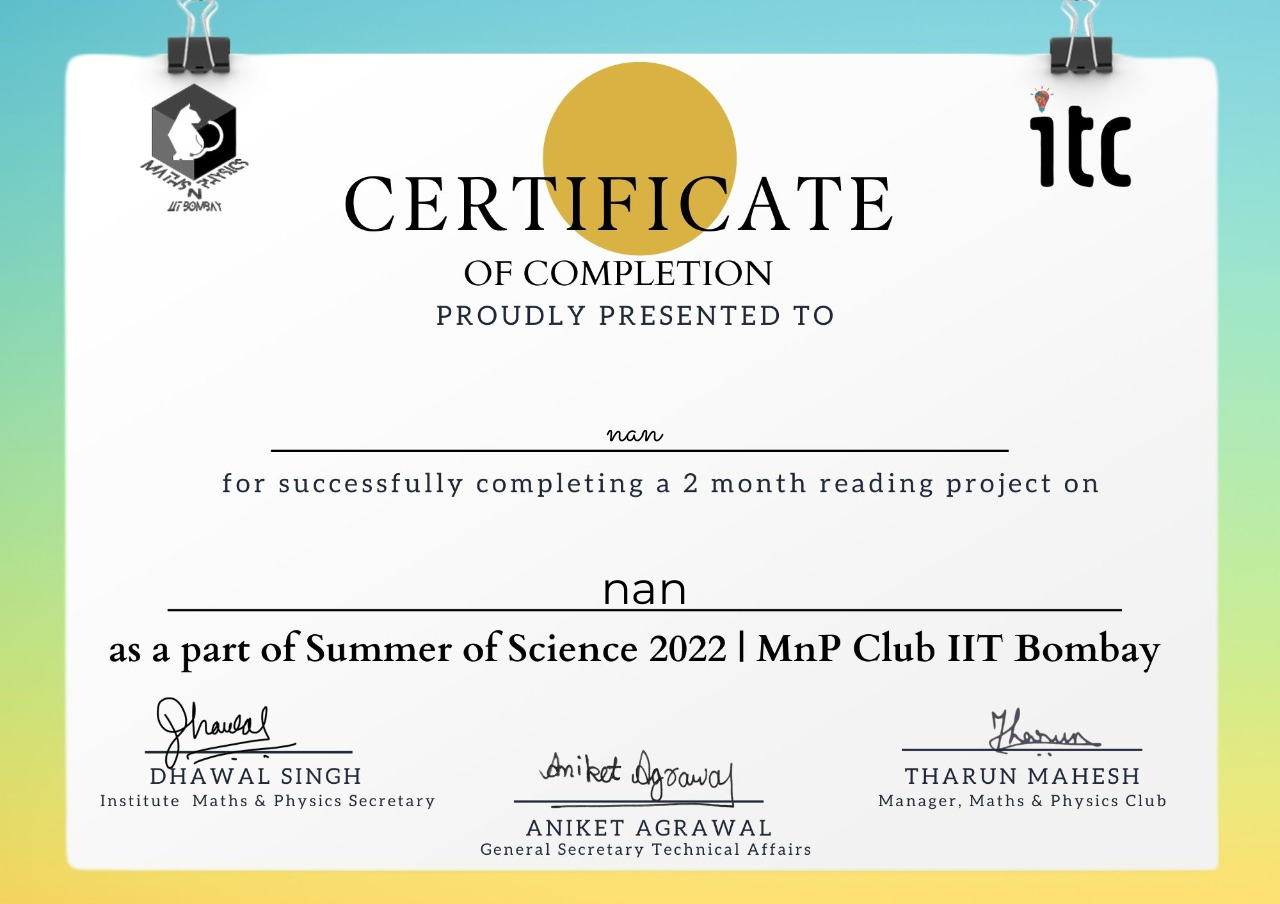 MATHS N PHYSICS
IIT BOMBAY
itc
CERTIFICATE
OF COMPLETION
PROUDLY PRESENTED TO
nan
for successfully completing a 2 month reading project on
nan
as a part of Summer of Science 2022 | MnP Club IIT Bombay
Dhawal
DHAWAL SINGH
Institute Maths & Physics Secretary
Aniket Agrawal
ANIKET AGRAWAL
General Secretary Technical Affairs
Tharun
THARUN MAHESH
Manager, Maths & Physics Club